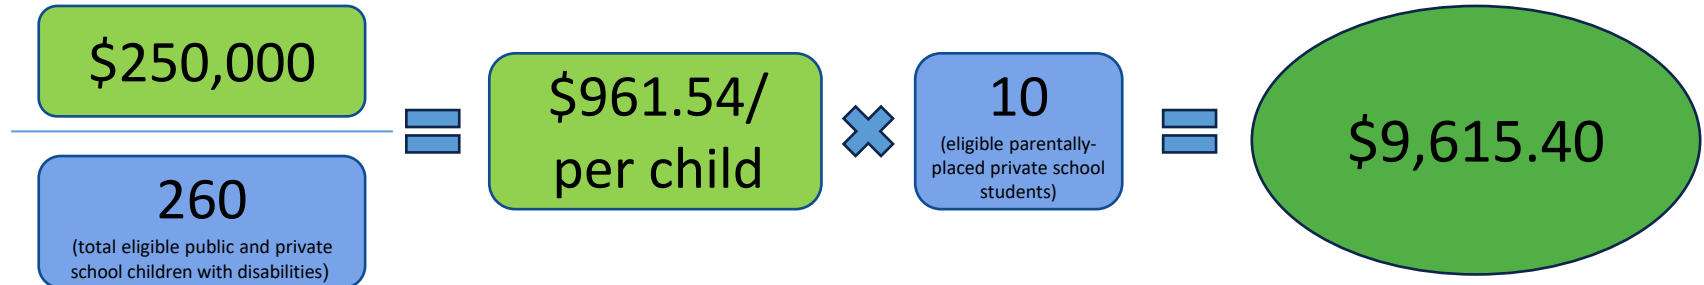 $250,000
260
(total eligible public and private
school children with disabilities)
$961.54/
per child
10
(eligible parentally-
placed private school
students)
$9,615.40